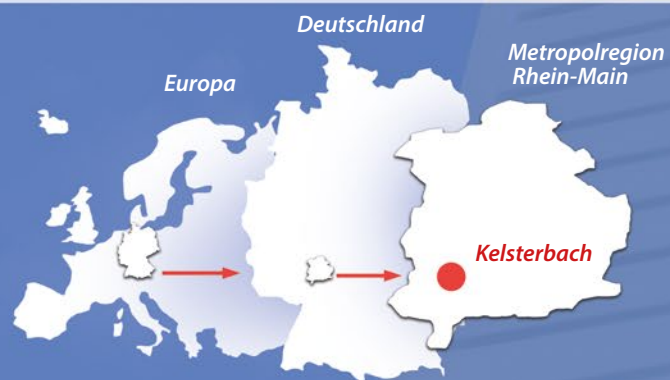 Deutschland
Metropolregion
Rhein-Main
Europa
Kelsterbach